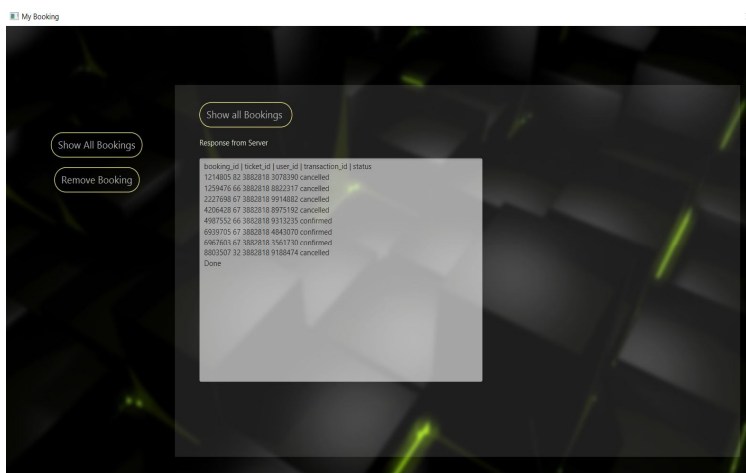 My Booking
Show All Bookings
Remove Booking
Show all Bookings
Response from Server
booking_id | ticket_id | user_id | transaction_id | status
1214805 82 3882818 3078390 cancelled
1259476 66 3882818 8822317 cancelled
2227698 67 3882818 9914882 cancelled
4206428 67 3882818 8975192 cancelled
4987552 66 3882818 9313235 confirmed
6939705 67 3882818 4843070 confirmed
6967603 67 3882818 3561730 confirmed
8803507 32 3882818 9188474 cancelled
Done